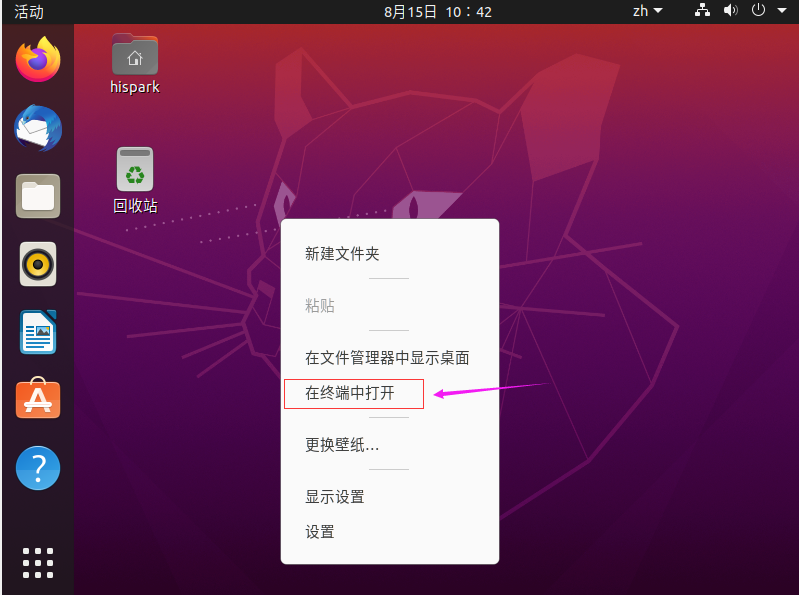 活动
8月15日 10：42
zh
hispark
回收站
新建文件夹
粘贴
在文件管理器中显示桌面
在终端中打开
更换壁纸…
显示设置
设置